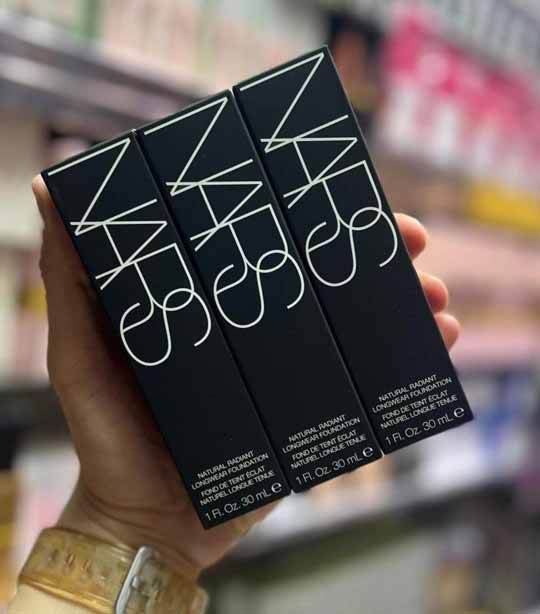 NARS
NATURAL RADIANT
LONGWEAR FOUNDATION
FOND DE TEINT ÉCLAT
NATUREL LONGUE TENUE
1 Fl. Oz. 30 mL ℮
NARS
NATURAL RADIANT
LONGWEAR FOUNDATION
FOND DE TEINT ÉCLAT
NATUREL LONGUE TENUE
1 Fl. Oz. 30 mL ℮
NARS
NATURAL RADIANT
LONGWEAR FOUNDATION
FOND DE TEINT ÉCLAT
NATUREL LONGUE TENUE
1 Fl. Oz. 30 mL ℮